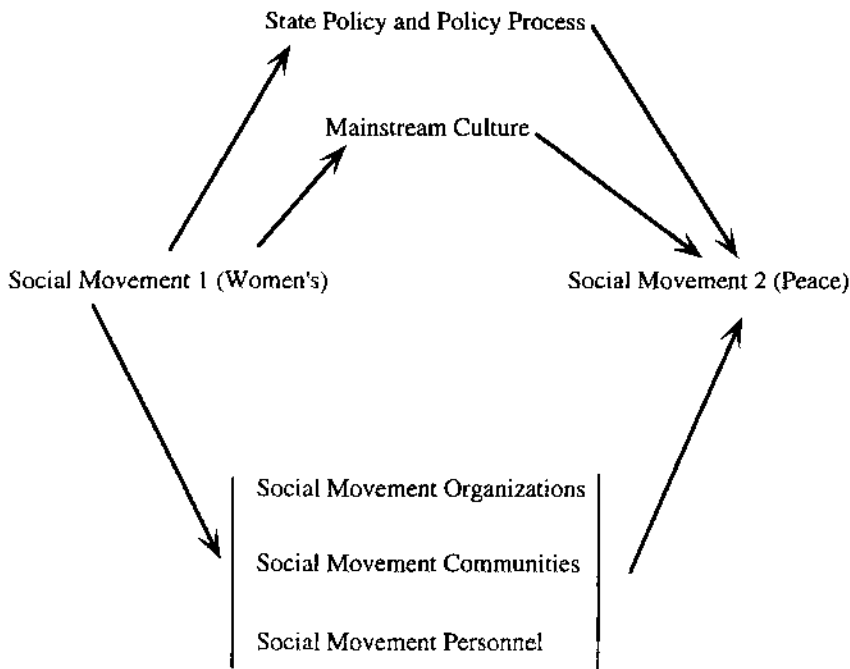 State Policy and Policy Process
Mainstream Culture
Social Movement 1 (Women's)
Social Movement 2 (Peace)
Social Movement Organizations
Social Movement Communities
Social Movement Personnel